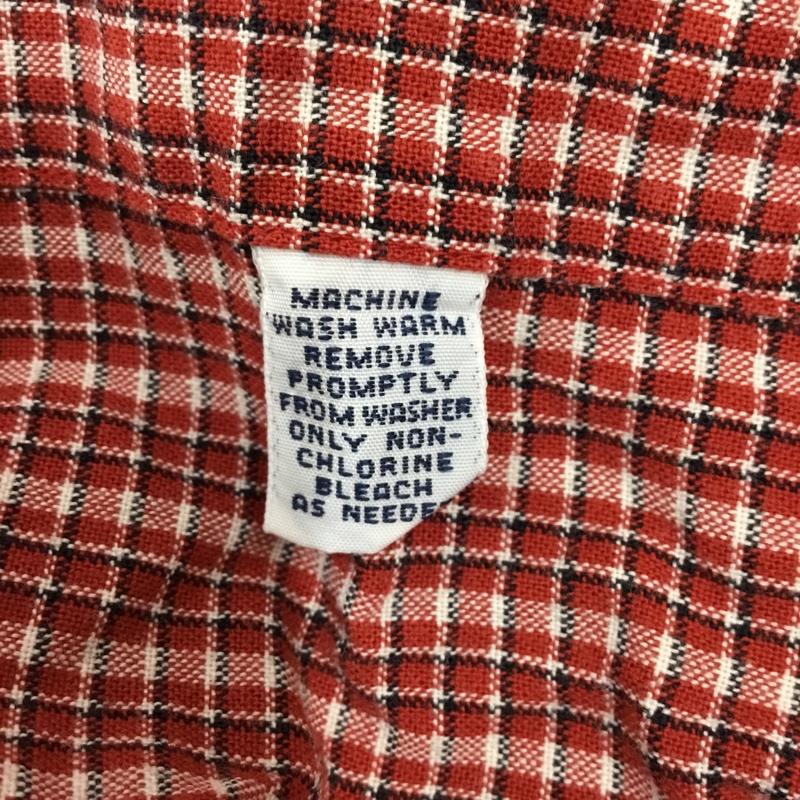 MACHINE
WASH WARM
REMOVE
PROMPTLY
FROM WASHER
ONLY NON-
CHLORINE
BLEACH
AS NEEDE